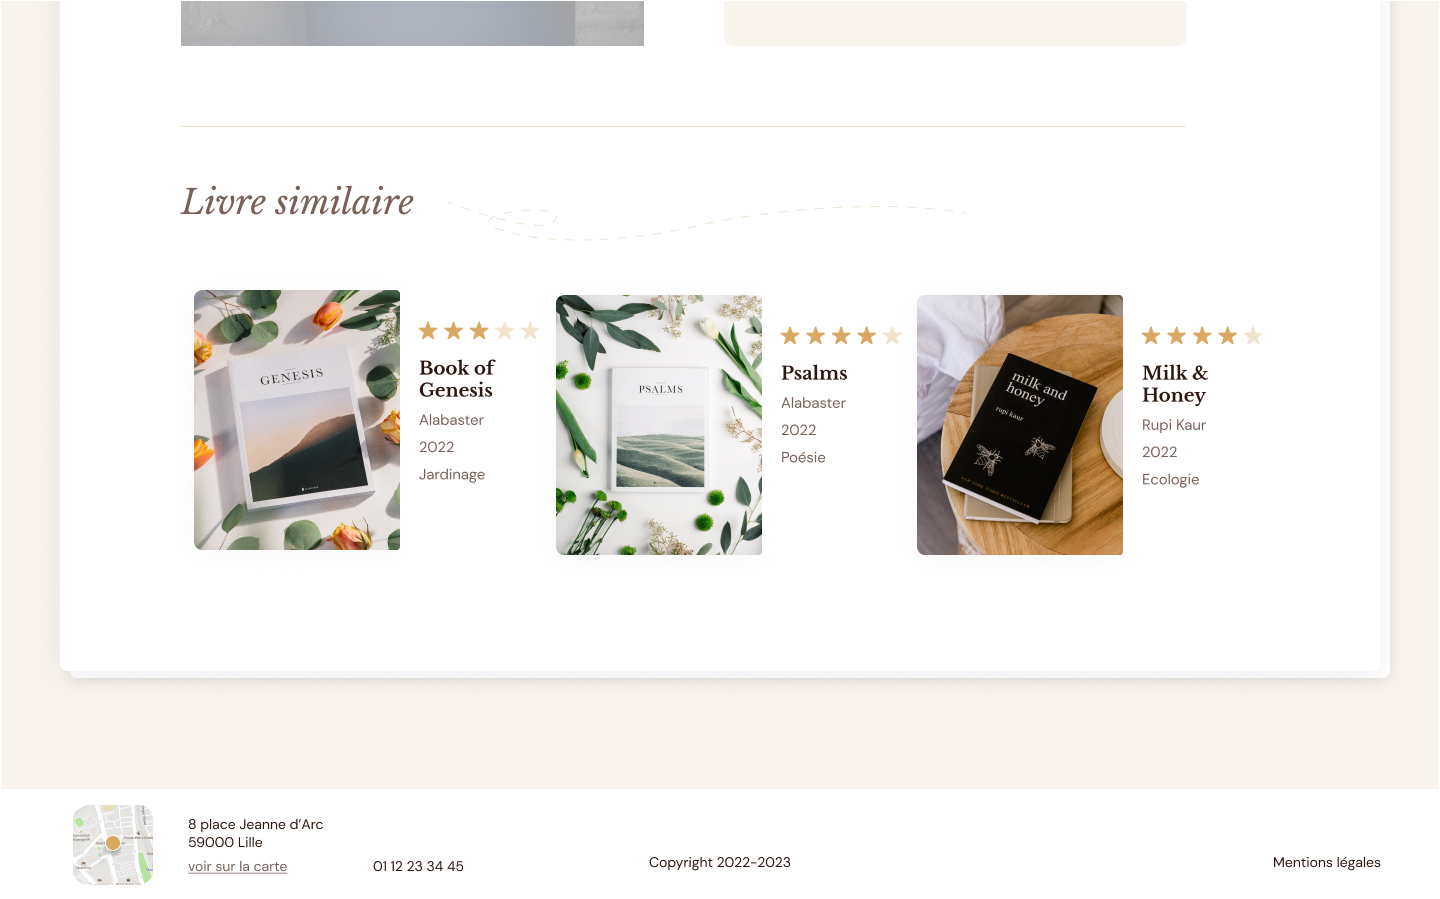 Livre similaire
GENESIS
Book of
Genesis
Alabaster
2022
Jardinage
PSALMS
Psalms
Alabaster
2022
Poésie
milk and
honey
rupi kaur
Milk &
Honey
Rupi Kaur
2022
Ecologie
8 place Jeanne d’Arc
59000 Lille
voir sur la carte
01 12 23 34 45
Copyright 2022-2023
Mentions légales